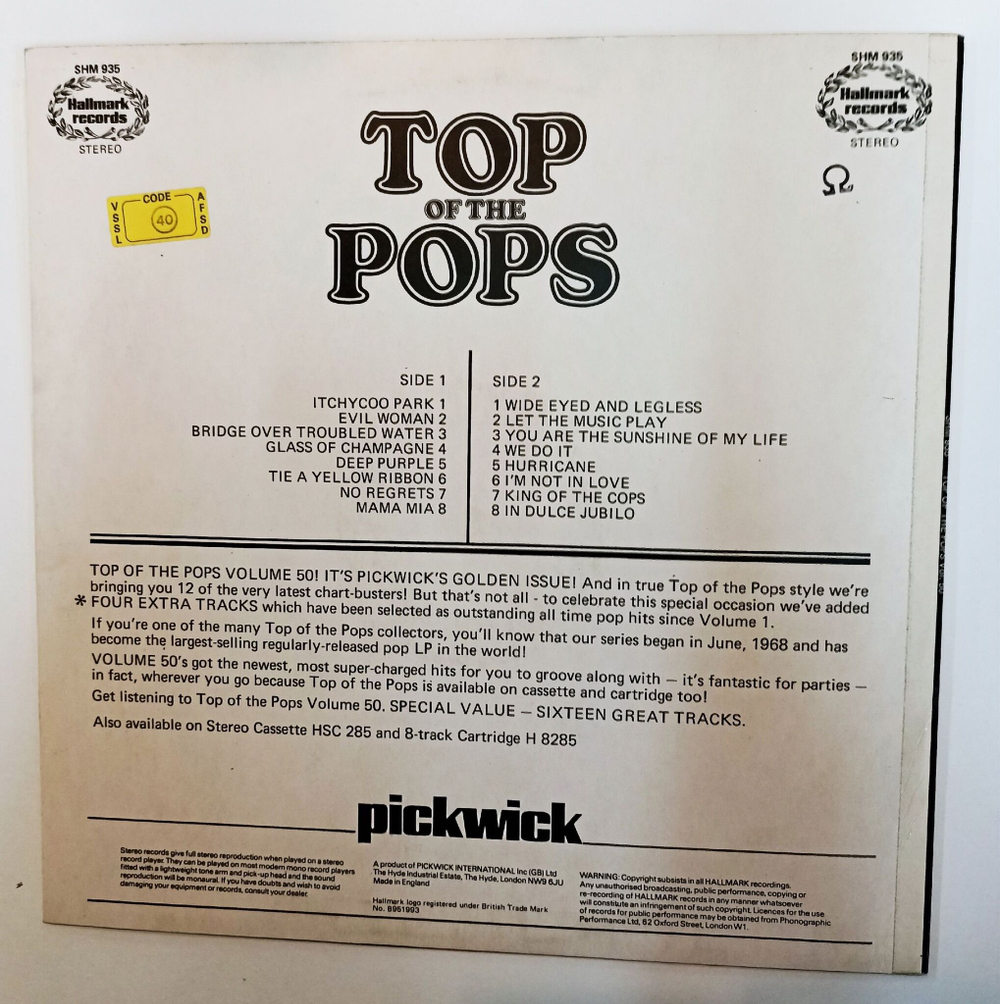 SHM 935
Hallmark
records
STEREO
SHM 935
Hallmark
records
STEREO
Ω
CODE
VSSL
40
AFSD
TOP
OF THE
POPS
SIDE 1
ITCHYCOO PARK 1
EVIL WOMAN 2
BRIDGE OVER TROUBLED WATER 3
GLASS OF CHAMPAGNE 4
DEEP PURPLE 5
TIE A YELLOW RIBBON 6
NO REGRETS 7
MAMA MIA 8
SIDE 2
1 WIDE EYED AND LEGLESS
2 LET THE MUSIC PLAY
3 YOU ARE THE SUNSHINE OF MY LIFE
4 WE DO IT
5 HURRICANE
6 I'M NOT IN LOVE
7 KING OF THE COPS
8 IN DULCE JUBILO
TOP OF THE POPS VOLUME 50! IT'S PICKWICK'S GOLDEN ISSUE! And in true Top of the Pops style we're
bringing you 12 of the very latest chart-busters! But that's not all - to celebrate this special occasion we've added
* FOUR EXTRA TRACKS which have been selected as outstanding all time pop hits since Volume 1.
If you're one of the many Top of the Pops collectors, you'll know that our series began in June, 1968 and has
become the largest-selling regularly-released pop LP in the world!
VOLUME 50's got the newest, most super-charged hits for you to groove along with — it's fantastic for parties —
in fact, wherever you go because Top of the Pops is available on cassette and cartridge too!
Get listening to Top of the Pops Volume 50. SPECIAL VALUE — SIXTEEN GREAT TRACKS.
Also available on Stereo Cassette HSC 285 and 8-track Cartridge H 8285
pickwick
Stereo records give full stereo reproduction when played on a stereo
record player. They can be played on most modern mono record players
fitted with a lightweight tone arm and pick-up head and the sound
reproduction will be monaural. If you have doubts and wish to avoid
damaging your equipment or records, consult your dealer.
A product of PICKWICK INTERNATIONAL Inc (GB) Ltd
The Hyde Industrial Estate, The Hyde, London NW9 6JU
Made in England
Hallmark logo registered under British Trade Mark
No. B951993
WARNING: Copyright subsists in all HALLMARK recordings.
Any unauthorised broadcasting, public performance, copying or
re-recording of HALLMARK records in any manner whatsoever
will constitute an infringement of such copyright. Licences for the use
of records for public performance may be obtained from Phonographic
Performance Ltd, 62 Oxford Street, London W1.